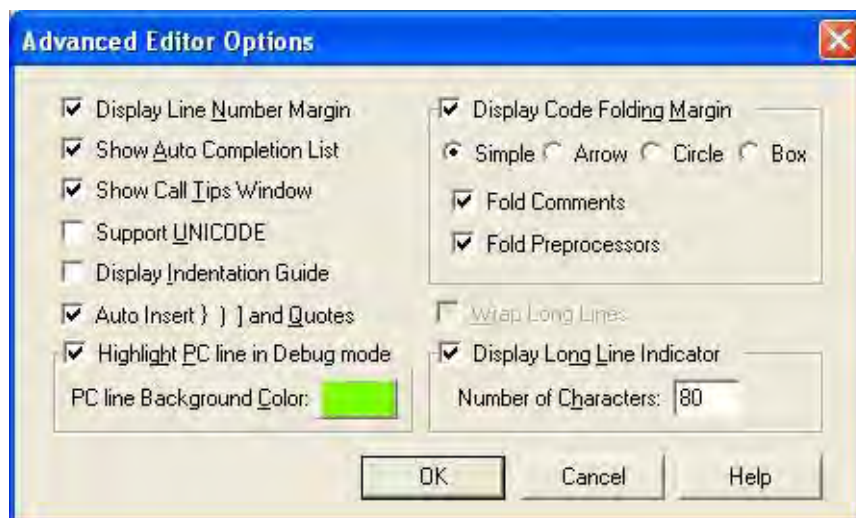 Advanced Editor Options
Display Line Number Margin
Show Auto Completion List
Show Call Tips Window
Support UNICODE
Display Indentation Guide
Auto Insert } ) ] and Quotes
Highlight PC line in Debug mode
PC line Background Color:
Display Code Folding Margin
Simple Arrow Circle Box
Fold Comments
Fold Preprocessors
Wrap Long Lines
Display Long Line Indicator
Number of Characters: 80
OK Cancel Help